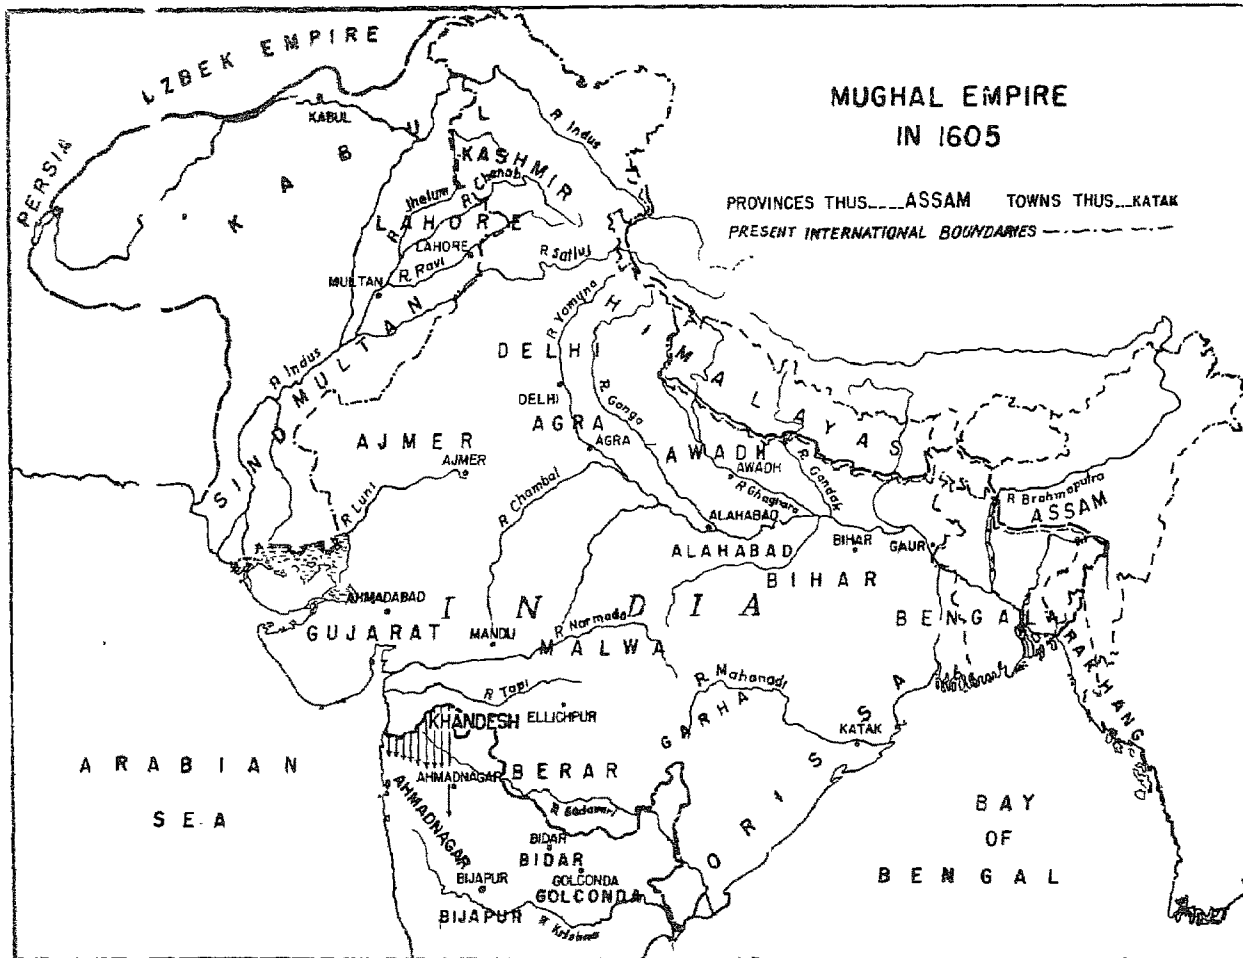 MUGHAL EMPIRE
IN 1605
PROVINCES THUS____ASSAM TOWNS THUS__KATAK
PRESENT INTERNATIONAL BOUNDARIES
UZBEK EMPIRE
PERSIA
KABUL
KABUL
R Indus
KASHMIR
Jhelum
R. Chenab
LAHORE
LAHORE
R. Ravi
R Satluj
MULTAN
MULTAN
R Indus
SIND
R Yamuna
HIMALAYAS
DELHI
DELHI
R. Ganga
AGRA
AGRA
AJMER
AJMER
R Luni
R Chambal
AWADH
AWADH
R Ghaghara
R Gandak
R Brahmaputra
ASSAM
ALAHABAD
ALAHABAD
BIHAR
BIHAR
GAUR
BENGAL
ARAKHANG
INDIA
AHMADABAD
GUJARAT
MANDU
R Narmada
MALWA
R Tapi
R. Mahanadi
GARHA
KATAK
ORISSA
KHANDESH
ELLICHPUR
BERAR
AHMADNAGAR
AHMADNAGAR
R Godavari
BIDAR
BIDAR
BIJAPUR
BIJAPUR
GOLCONDA
GOLCONDA
R Krishna
ARABIAN
SEA
BAY
OF
BENGAL